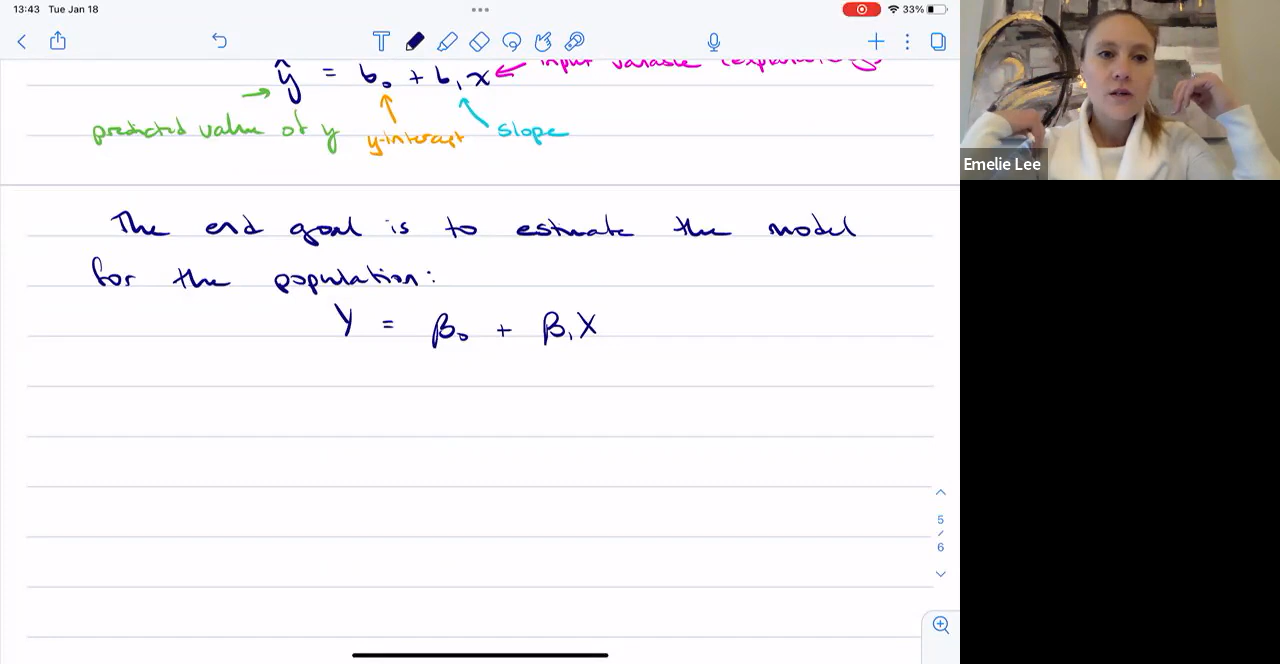 13:43 Tue Jan 18
33%
ŷ = b₀ + b₁x ← input variable
predicted value of y
y-intercept
slope
Emelie Lee
The end goal is to estimate the model
for the population:
Y = β₀ + β₁X
5
/
6